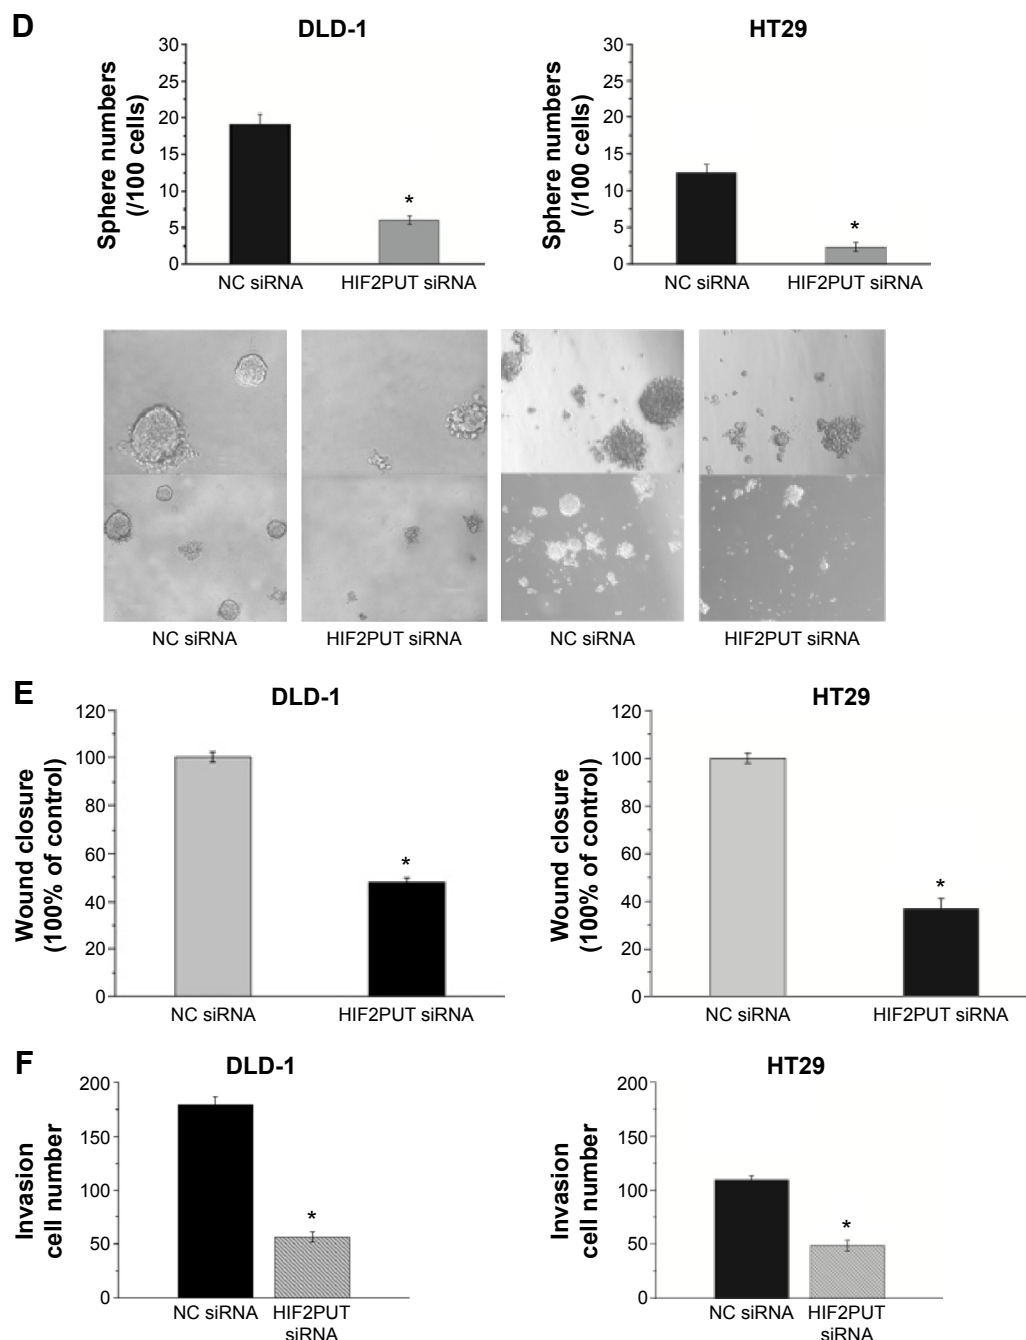 D
DLD-1
HT29
Sphere numbers
(/100 cells)
30
25
20
15
10
5
0
*
NC siRNA
HIF2PUT siRNA
Sphere numbers
(/100 cells)
30
25
20
15
10
5
0
*
NC siRNA
HIF2PUT siRNA
NC siRNA
HIF2PUT siRNA
NC siRNA
HIF2PUT siRNA
E
DLD-1
HT29
Wound closure
(100% of control)
120
100
80
60
40
20
0
*
NC siRNA
HIF2PUT siRNA
Wound closure
(100% of control)
120
100
80
60
40
20
0
*
NC siRNA
HIF2PUT siRNA
F
DLD-1
HT29
Invasion
cell number
200
150
100
50
0
*
NC siRNA
HIF2PUT
siRNA
Invasion
cell number
200
150
100
50
0
*
NC siRNA
HIF2PUT
siRNA